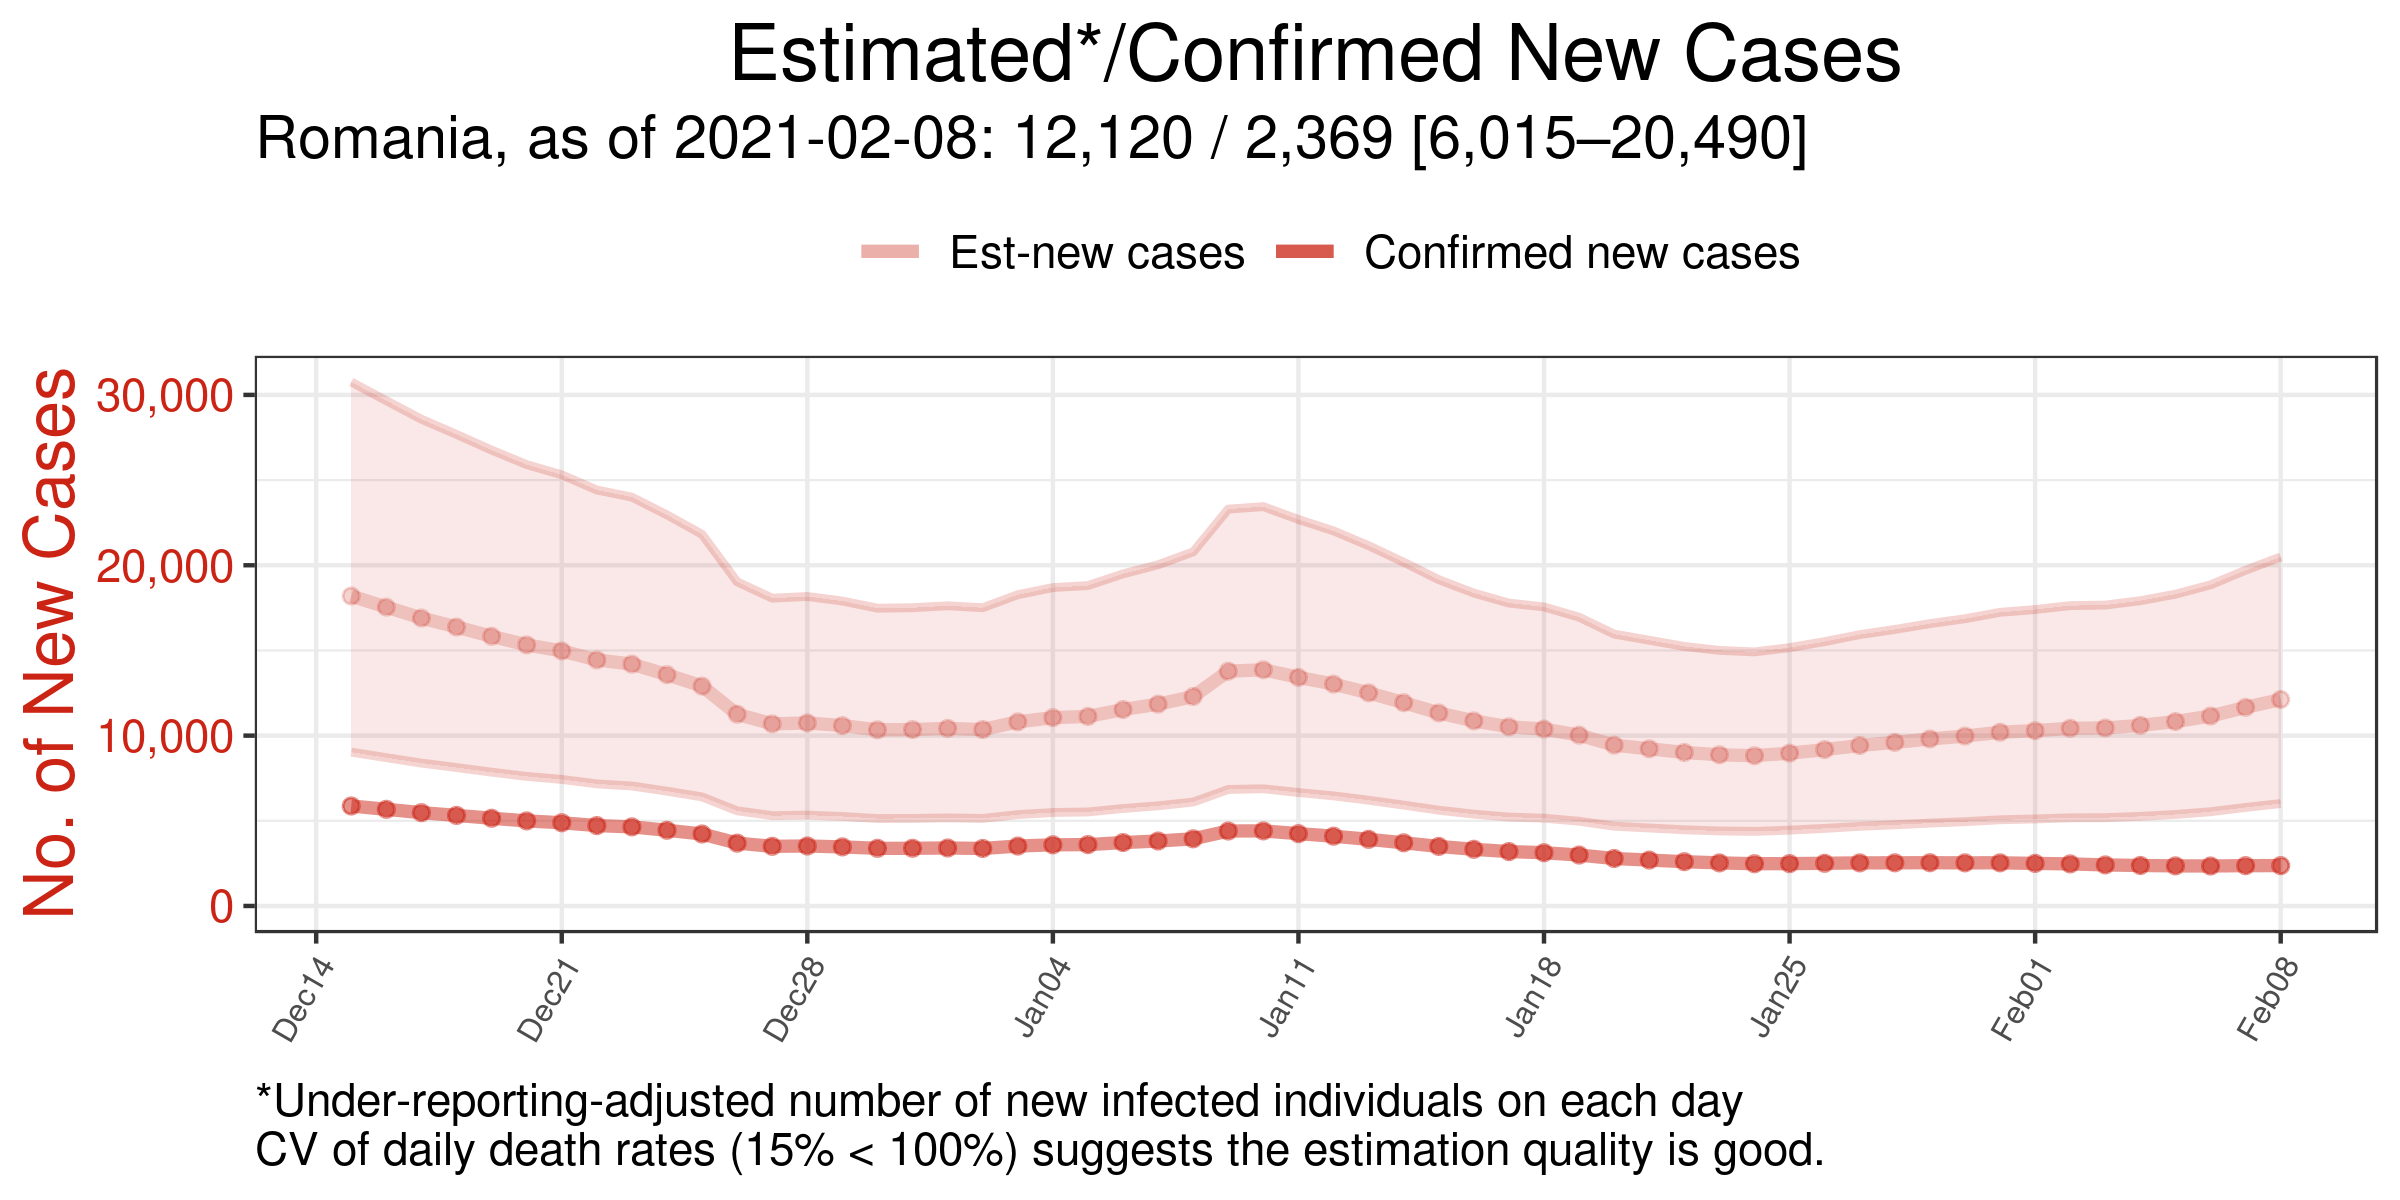 Estimated*/Confirmed New Cases
Romania, as of 2021-02-08: 12,120 / 2,369 [6,015–20,490]
Est-new cases
Confirmed new cases
No. of New Cases
30,000
20,000
10,000
0
Dec14
Dec21
Dec28
Jan04
Jan11
Jan18
Jan25
Feb01
Feb08
*Under-reporting-adjusted number of new infected individuals on each day
CV of daily death rates (15% < 100%) suggests the estimation quality is good.